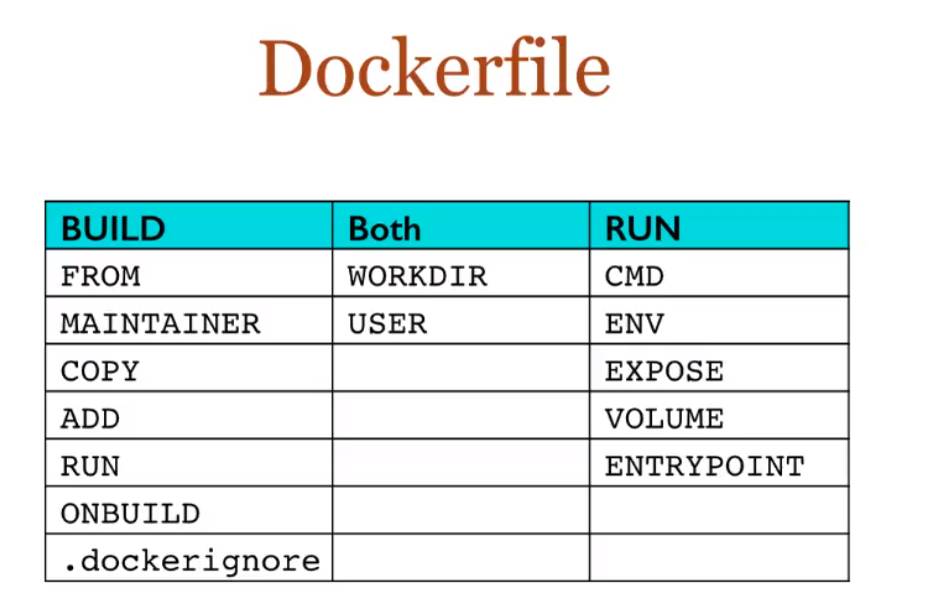 Dockerfile
BUILD Both RUN
FROM WORKDIR CMD
MAINTAINER USER ENV
COPY EXPOSE
ADD VOLUME
RUN ENTRYPOINT
ONBUILD
.dockerignore